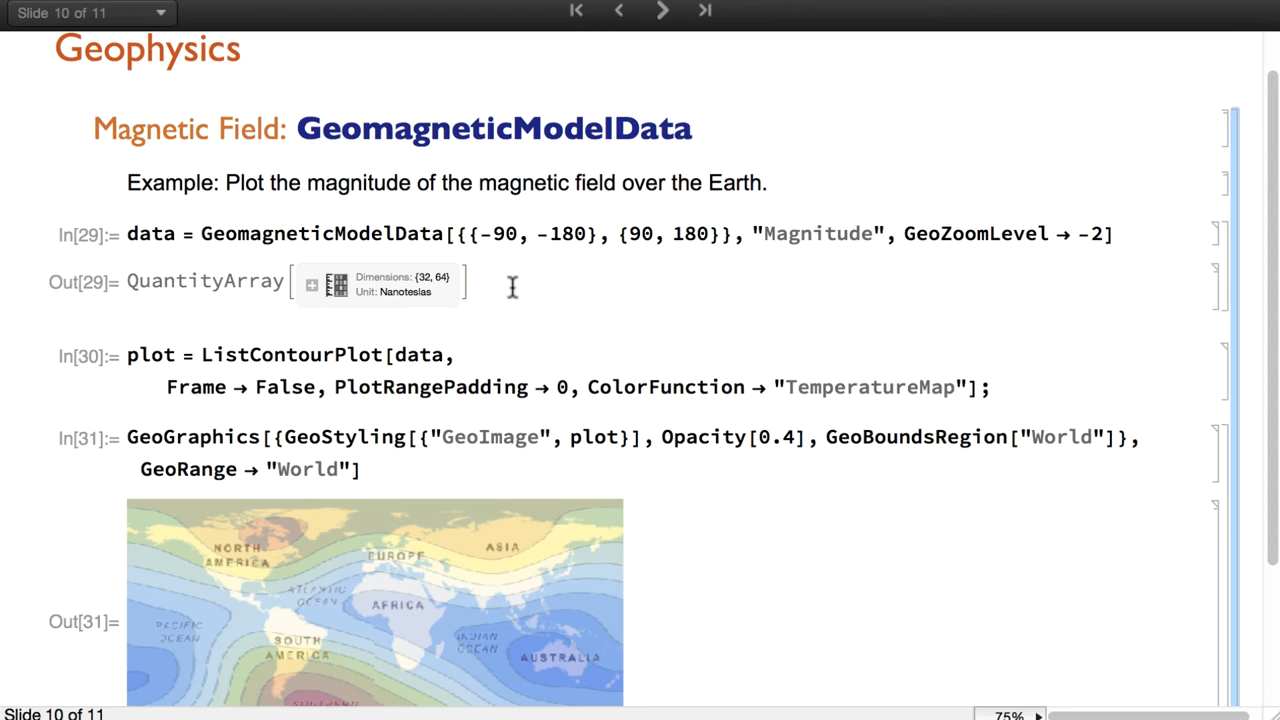 Slide 10 of 11
Geophysics
Magnetic Field: GeomagneticModelData
Example: Plot the magnitude of the magnetic field over the Earth.
In[29]:= data = GeomagneticModelData[{{-90, -180}, {90, 180}}, "Magnitude", GeoZoomLevel → -2]
Out[29]= QuantityArray[
Dimensions: {32, 64}
Unit: Nanoteslas
]
In[30]:= plot = ListContourPlot[data,
Frame → False, PlotRangePadding → 0, ColorFunction → "TemperatureMap"];
In[31]:= GeoGraphics[{GeoStyling[{"GeoImage", plot}], Opacity[0.4], GeoBoundsRegion["World"]},
GeoRange → "World"]
Out[31]=
NORTH
AMERICA
EUROPE
ASIA
ATLANTIC
OCEAN
AFRICA
PACIFIC
OCEAN
SOUTH
AMERICA
INDIAN
OCEAN
AUSTRALIA
SOUTHERN
Slide 10 of 11
75%